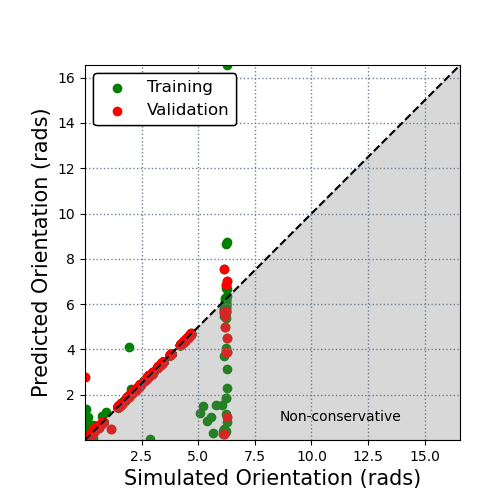 16
14
12
10
8
6
4
2
Predicted Orientation (rads)
Training
Validation
Non-conservative
2.5 5.0 7.5 10.0 12.5 15.0
Simulated Orientation (rads)